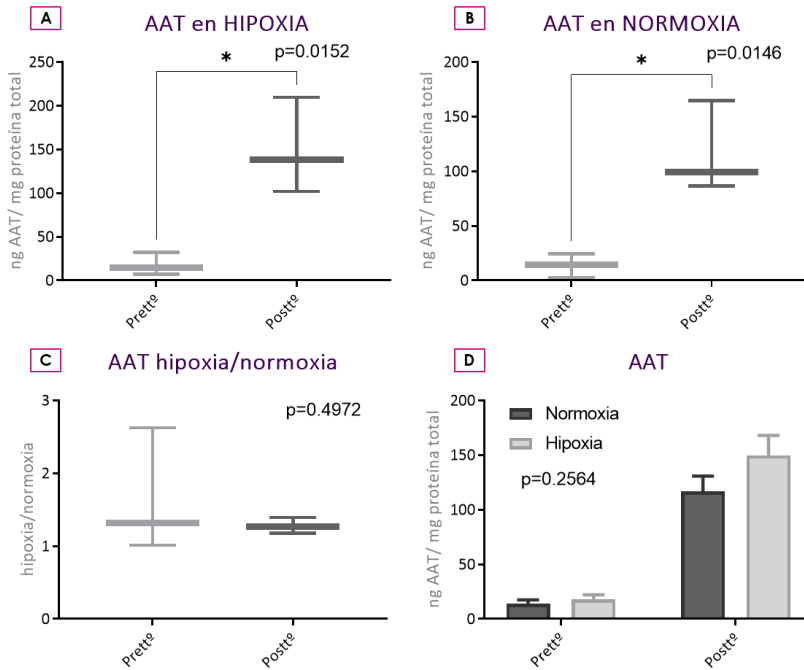 A
AAT en HIPOXIA
*
p=0.0152
250
200
150
100
50
0
ng AAT/ mg proteína total
Prettº
Posttº
B
AAT en NORMOXIA
*
p=0.0146
200
150
100
50
0
ng AAT/ mg proteína total
Prettº
Posttº
C
AAT hipoxia/normoxia
p=0.4972
3
2
1
0
hipoxia/normoxia
Prettº
Posttº
D
AAT
200
150
100
50
0
ng AAT/ mg proteína total
Normoxia
Hipoxia
p=0.2564
Prettº
Posttº